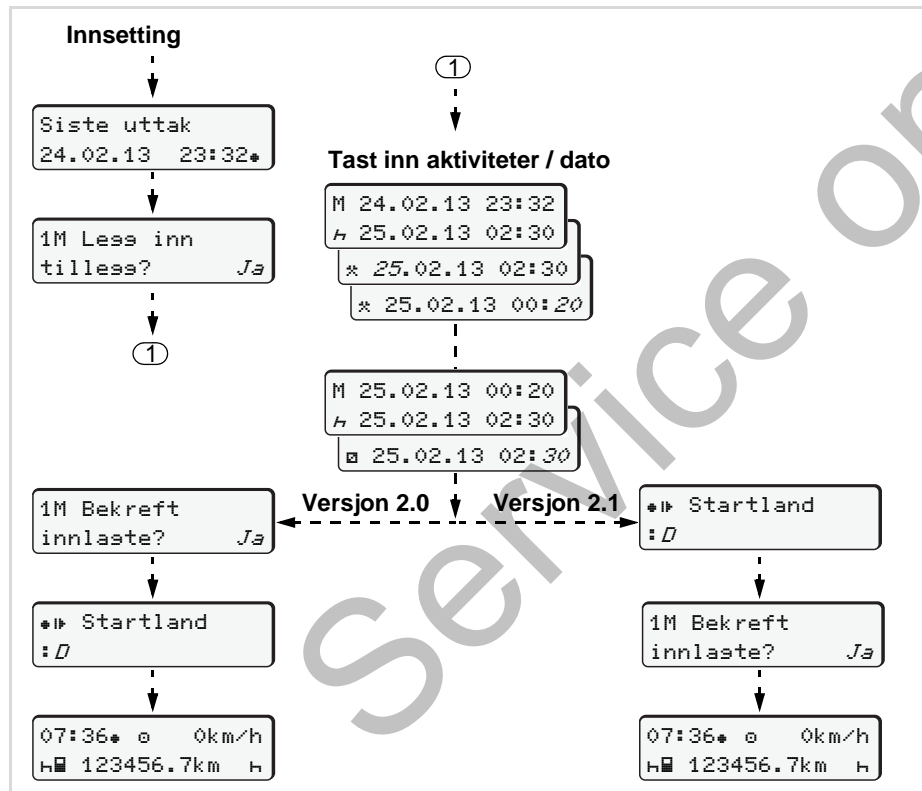 Innsetting
Siste uttak
24.02.13 23:32
1M Less inn
tilless? Ja
1
1
Tast inn aktiviteter / dato
M 24.02.13 23:32
25.02.13 02:30
25.02.13 02:30
25.02.13 00:20
M 25.02.13 00:20
25.02.13 02:30
25.02.13 02:30
Versjon 2.0
Versjon 2.1
1M Bekreft
innlaste? Ja
Startland
:D
07:36 0km/h
123456.7km
Startland
:D
1M Bekreft
innlaste? Ja
07:36 0km/h
123456.7km
Service